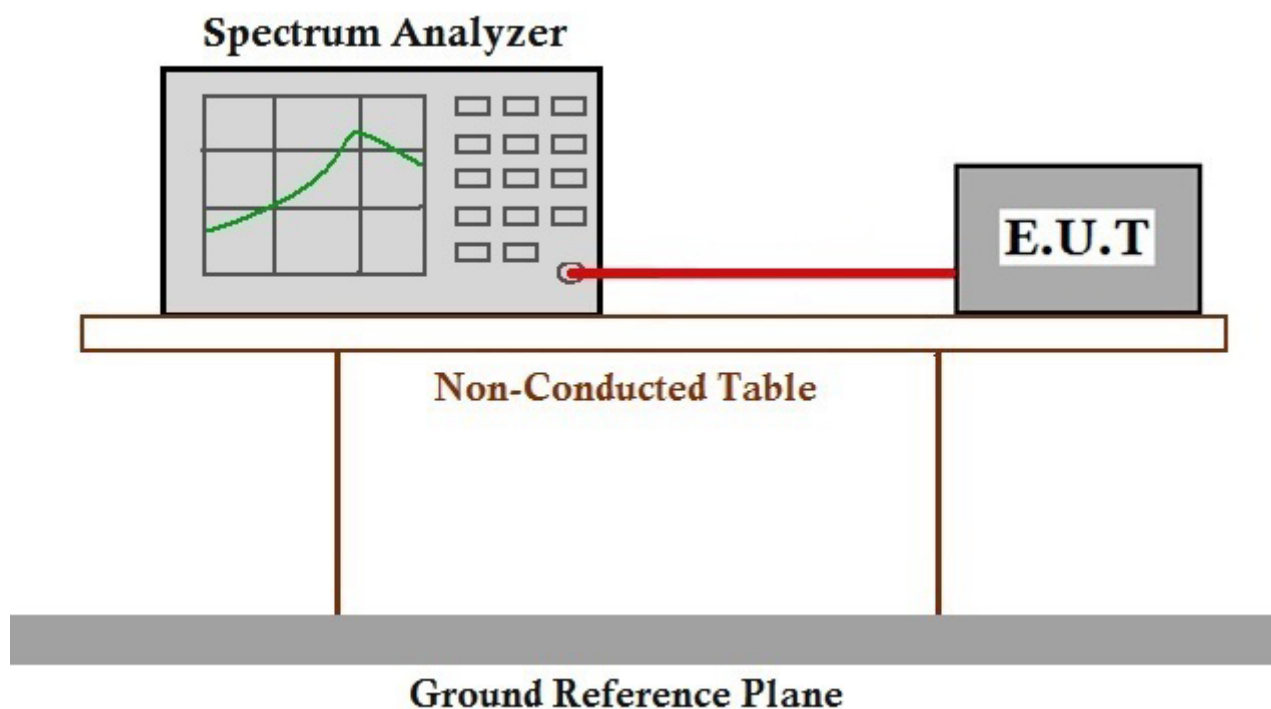 Spectrum Analyzer
E.U.T
Non-Conducted Table
Ground Reference Plane